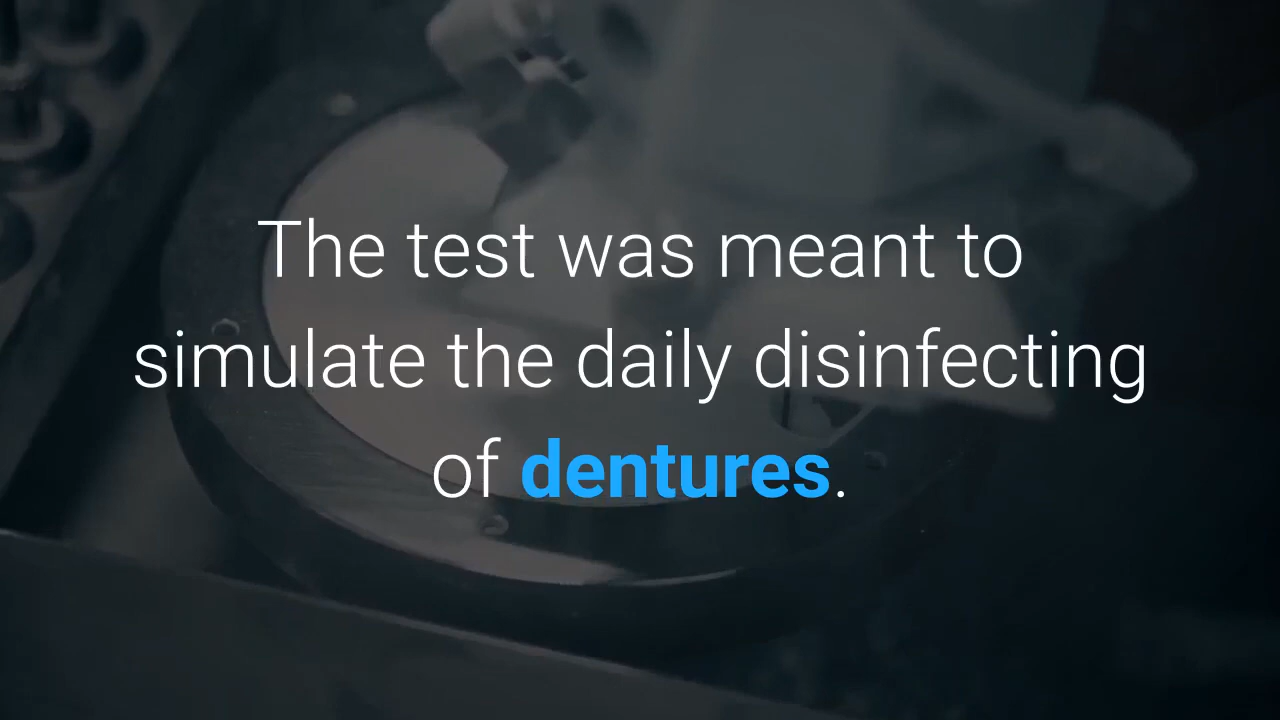 The test was meant to
simulate the daily disinfecting
of dentures.